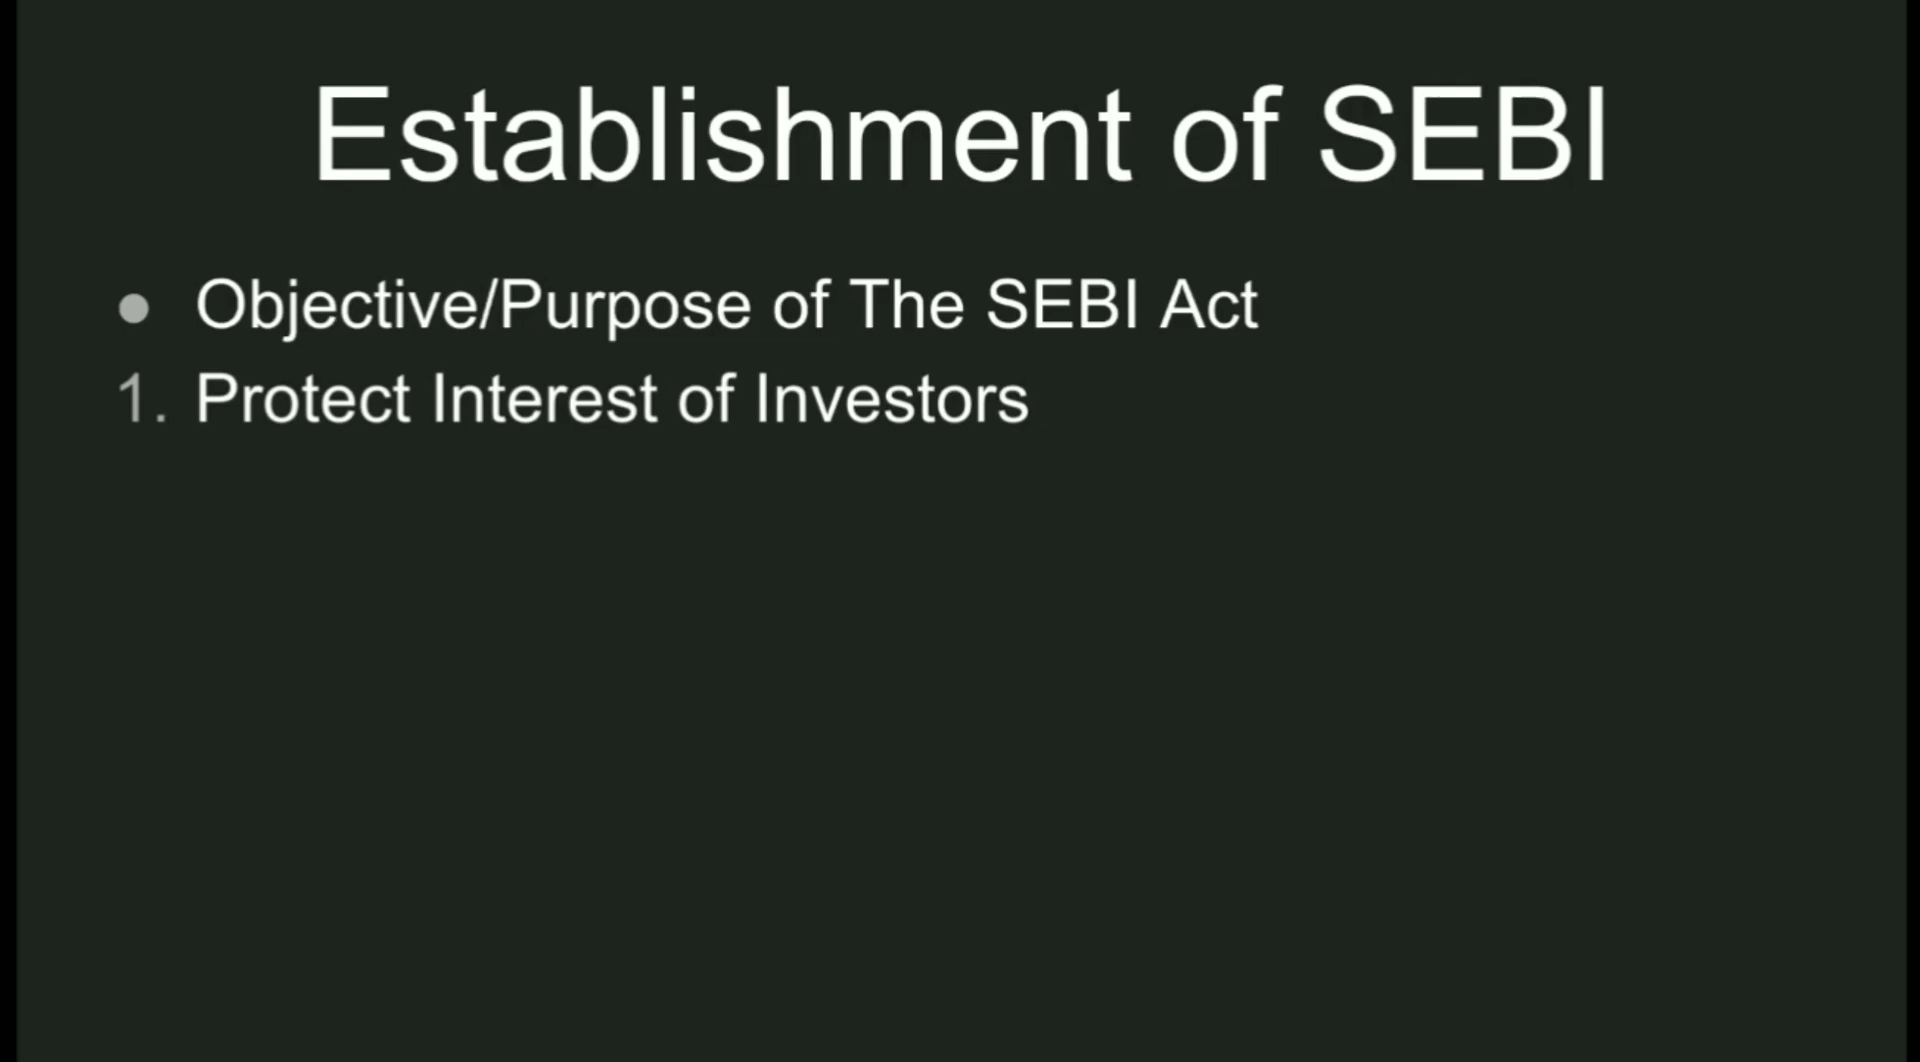 Establishment of SEBI
● Objective/Purpose of The SEBI Act
1. Protect Interest of Investors